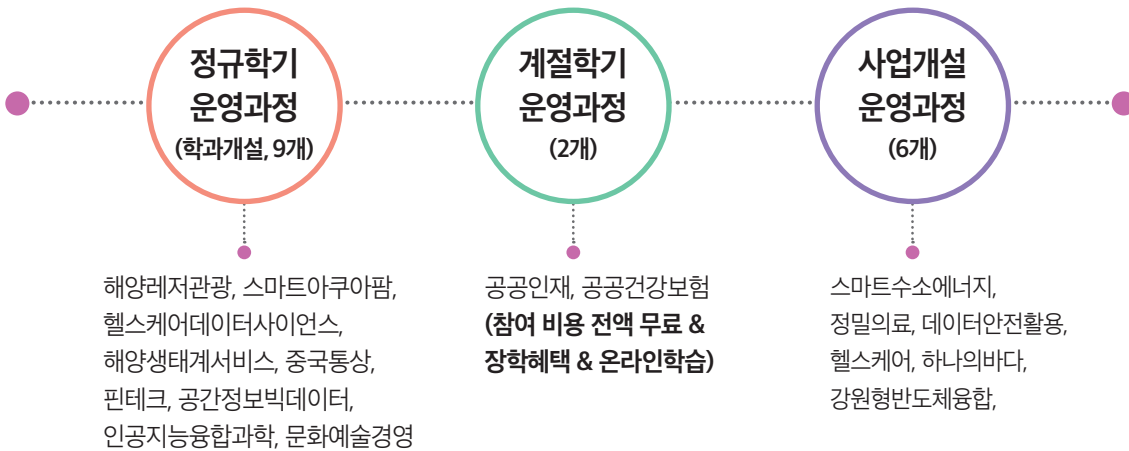 정규학기
운영과정
(학과개설, 9개)
해양레저관광, 스마트아쿠아팜,
헬스케어데이터사이언스,
해양생태계서비스, 중국통상,
핀테크, 공간정보빅데이터,
인공지능융합과학, 문화예술경영
계절학기
운영과정
(2개)
공공인재, 공공건강보험
(참여 비용 전액 무료 &
장학혜택 & 온라인학습)
사업개설
운영과정
(6개)
스마트수소에너지,
정밀의료, 데이터안전활용,
헬스케어, 하나의바다,
강원형반도체융합,